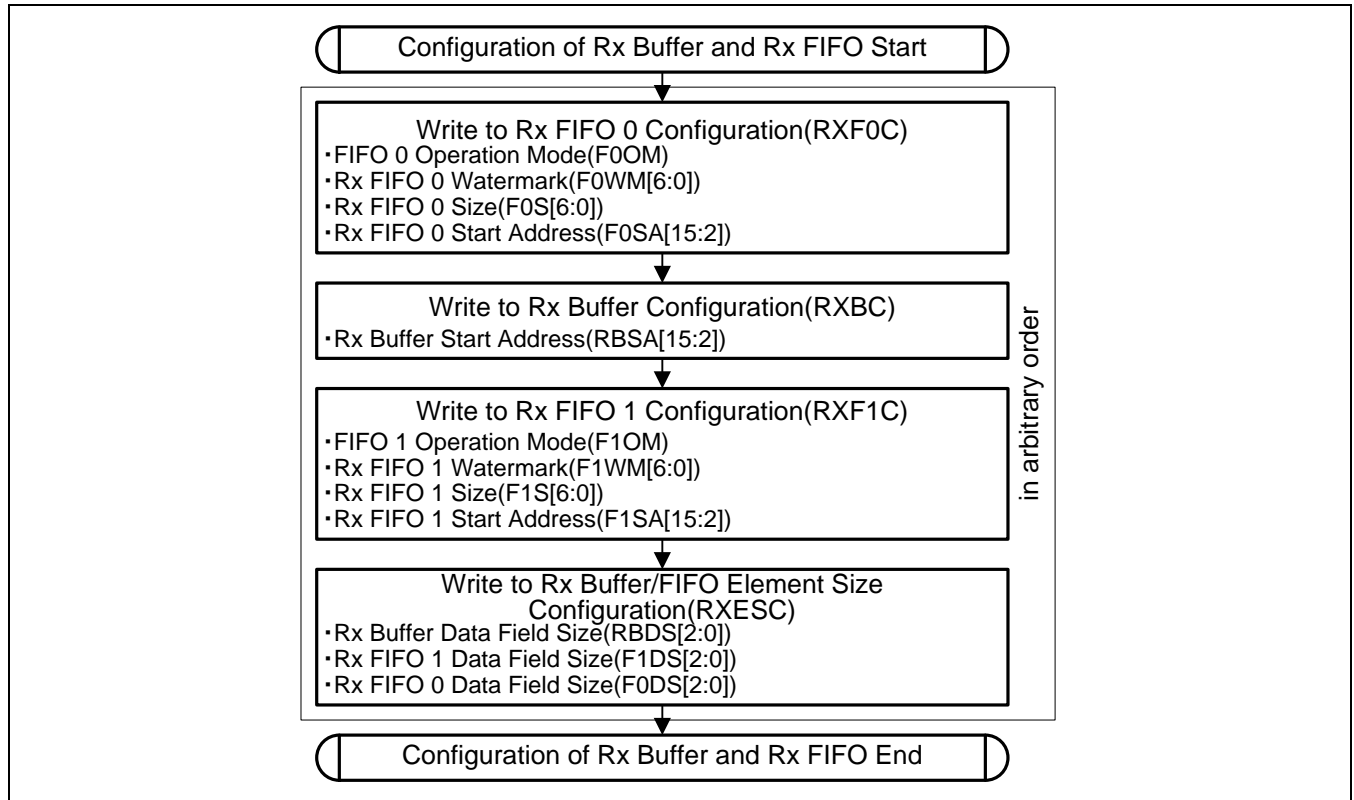 Configuration of Rx Buffer and Rx FIFO Start
Write to Rx FIFO 0 Configuration(RXF0C)
・FIFO 0 Operation Mode(F0OM)
・Rx FIFO 0 Watermark(F0WM[6:0])
・Rx FIFO 0 Size(F0S[6:0])
・Rx FIFO 0 Start Address(F0SA[15:2])
Write to Rx Buffer Configuration(RXBC)
・Rx Buffer Start Address(RBSA[15:2])
Write to Rx FIFO 1 Configuration(RXF1C)
・FIFO 1 Operation Mode(F1OM)
・Rx FIFO 1 Watermark(F1WM[6:0])
・Rx FIFO 1 Size(F1S[6:0])
・Rx FIFO 1 Start Address(F1SA[15:2])
Write to Rx Buffer/FIFO Element Size
Configuration(RXESC)
・Rx Buffer Data Field Size(RBDS[2:0])
・Rx FIFO 1 Data Field Size(F1DS[2:0])
・Rx FIFO 0 Data Field Size(F0DS[2:0])
in arbitrary order
Configuration of Rx Buffer and Rx FIFO End